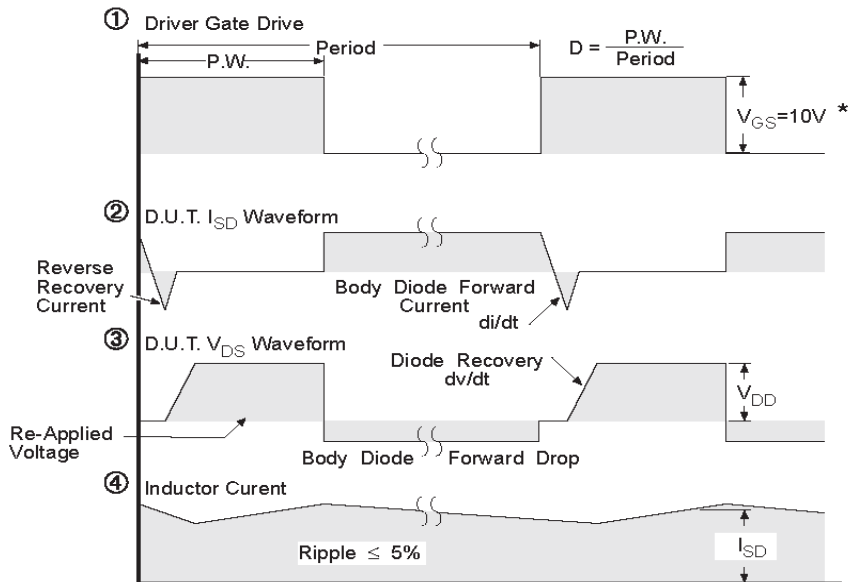 ① Driver Gate Drive
Period
P.W.
D = P.W. / Period
V_GS=10V *
② D.U.T. I_SD Waveform
Reverse
Recovery
Current
Body Diode Forward
Current
di/dt
③ D.U.T. V_DS Waveform
Diode Recovery
dv/dt
V_DD
Re-Applied
Voltage
Body Diode Forward Drop
④ Inductor Curent
Ripple ≤ 5%
I_SD